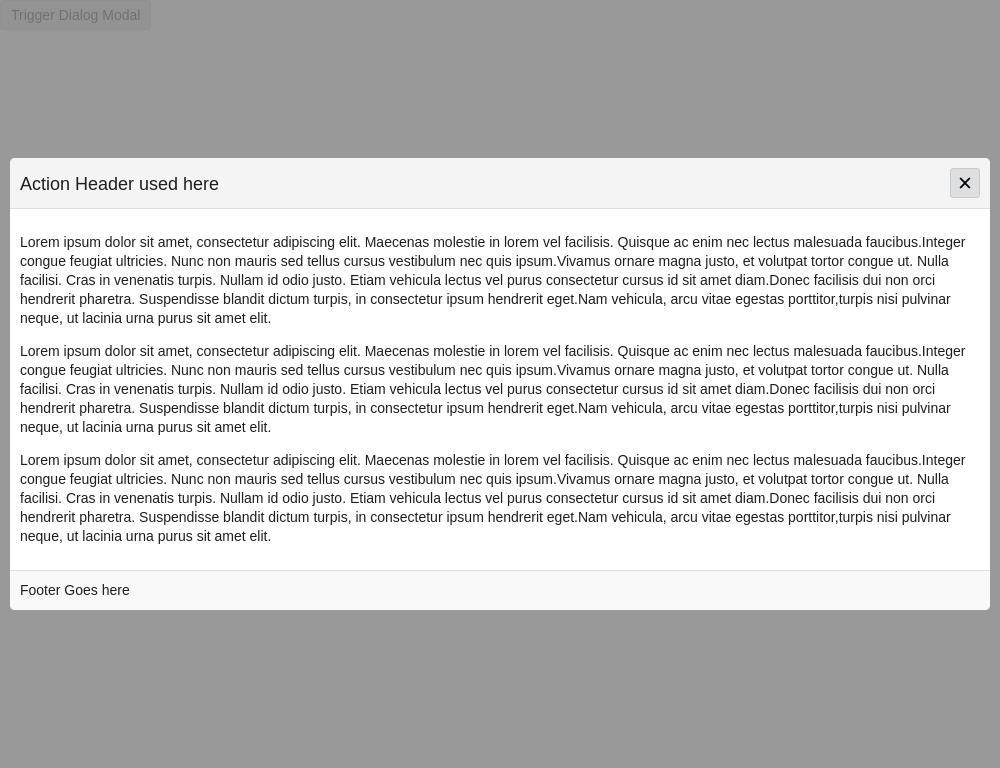 Trigger Dialog Modal
Action Header used here
Lorem ipsum dolor sit amet, consectetur adipiscing elit. Maecenas molestie in lorem vel facilisis. Quisque ac enim nec lectus malesuada faucibus.Integer
congue feugiat ultricies. Nunc non mauris sed tellus cursus vestibulum nec quis ipsum.Vivamus ornare magna justo, et volutpat tortor congue ut. Nulla
facilisi. Cras in venenatis turpis. Nullam id odio justo. Etiam vehicula lectus vel purus consectetur cursus id sit amet diam.Donec facilisis dui non orci
hendrerit pharetra. Suspendisse blandit dictum turpis, in consectetur ipsum hendrerit eget.Nam vehicula, arcu vitae egestas porttitor,turpis nisi pulvinar
neque, ut lacinia urna purus sit amet elit.
Lorem ipsum dolor sit amet, consectetur adipiscing elit. Maecenas molestie in lorem vel facilisis. Quisque ac enim nec lectus malesuada faucibus.Integer
congue feugiat ultricies. Nunc non mauris sed tellus cursus vestibulum nec quis ipsum.Vivamus ornare magna justo, et volutpat tortor congue ut. Nulla
facilisi. Cras in venenatis turpis. Nullam id odio justo. Etiam vehicula lectus vel purus consectetur cursus id sit amet diam.Donec facilisis dui non orci
hendrerit pharetra. Suspendisse blandit dictum turpis, in consectetur ipsum hendrerit eget.Nam vehicula, arcu vitae egestas porttitor,turpis nisi pulvinar
neque, ut lacinia urna purus sit amet elit.
Lorem ipsum dolor sit amet, consectetur adipiscing elit. Maecenas molestie in lorem vel facilisis. Quisque ac enim nec lectus malesuada faucibus.Integer
congue feugiat ultricies. Nunc non mauris sed tellus cursus vestibulum nec quis ipsum.Vivamus ornare magna justo, et volutpat tortor congue ut. Nulla
facilisi. Cras in venenatis turpis. Nullam id odio justo. Etiam vehicula lectus vel purus consectetur cursus id sit amet diam.Donec facilisis dui non orci
hendrerit pharetra. Suspendisse blandit dictum turpis, in consectetur ipsum hendrerit eget.Nam vehicula, arcu vitae egestas porttitor,turpis nisi pulvinar
neque, ut lacinia urna purus sit amet elit.
Footer Goes here